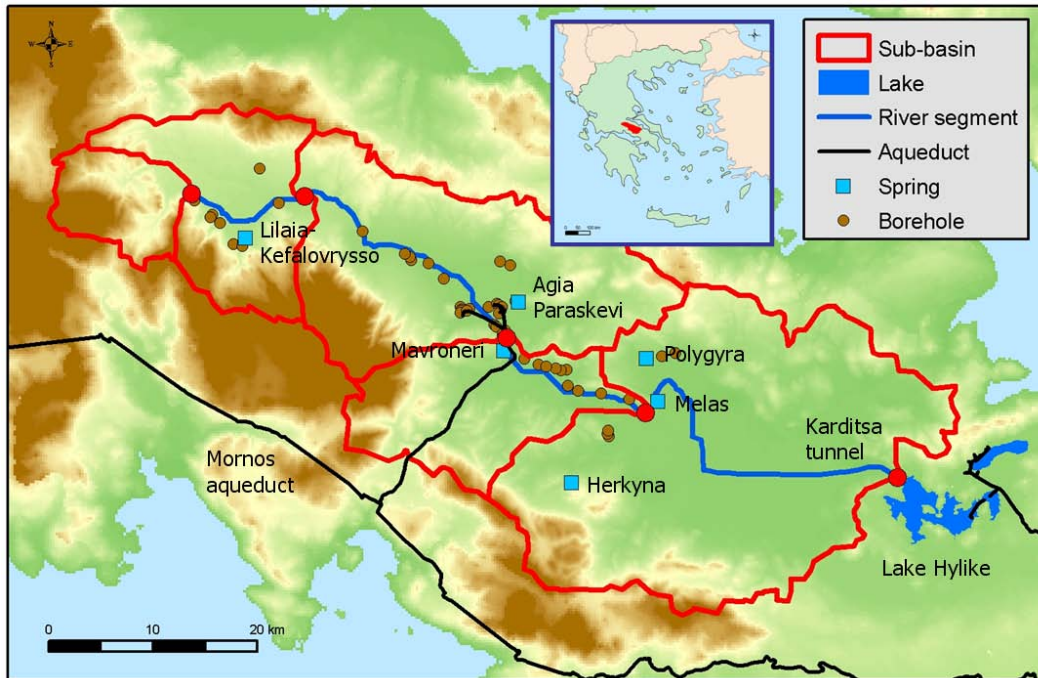 N
W
E
S
Sub-basin
Lake
River segment
Aqueduct
Spring
Borehole
Lilaia-
Kefalovrysso
Agia
Paraskevi
Mavroneri
Polygyra
Melas
Karditsa
tunnel
Mornos
aqueduct
Herkyna
Lake Hylike
0 10 20 km